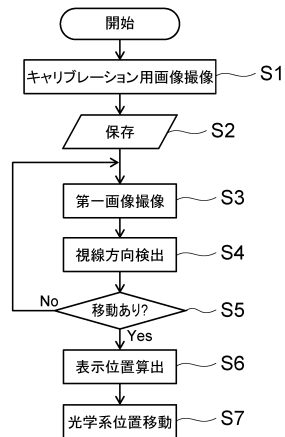 開始
キャリブレーション用画像撮像 S1
保存 S2
第一画像撮像 S3
視線方向検出 S4
移動あり? S5
No
Yes
表示位置算出 S6
光学系位置移動 S7